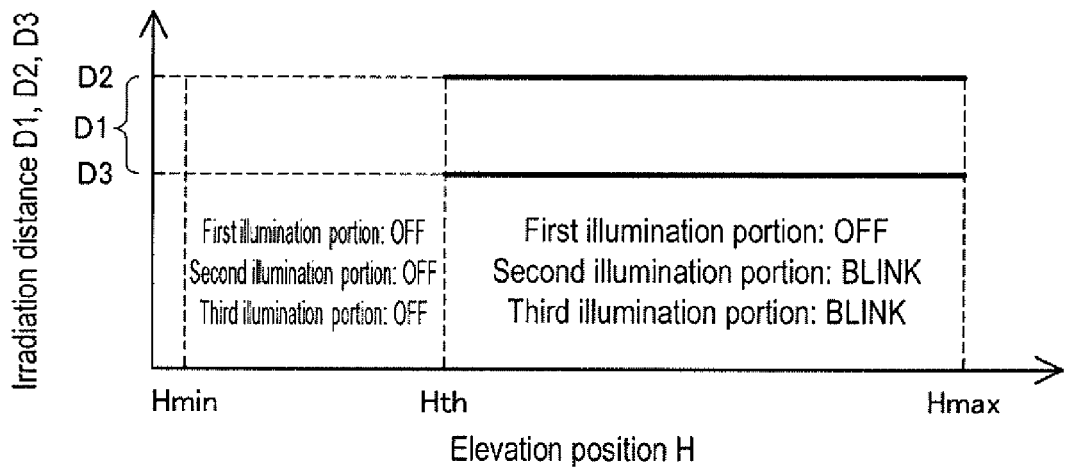 Irradiation distance D1, D2, D3
D2
D1
D3
First illumination portion: OFF
Second illumination portion: OFF
Third illumination portion: OFF
First illumination portion: OFF
Second illumination portion: BLINK
Third illumination portion: BLINK
Hmin
Hth
Hmax
Elevation position H